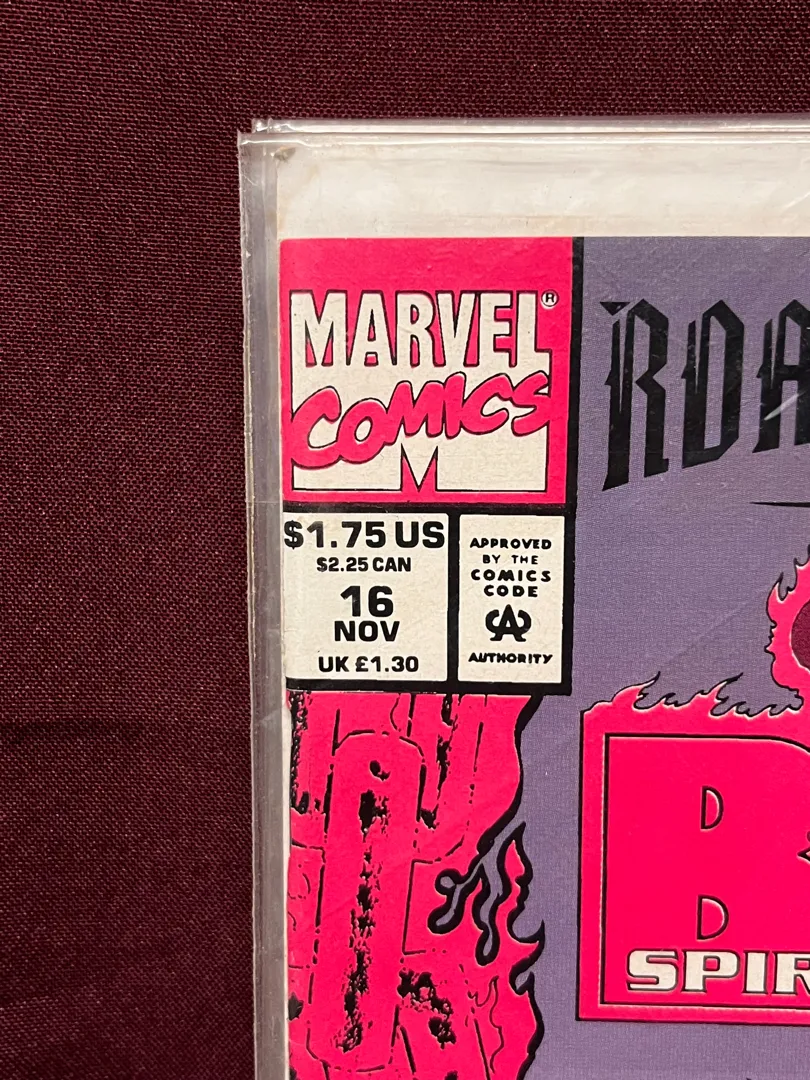 MARVEL®
COMICS
M
$1.75 US
$2.25 CAN
16
NOV
UK £1.30
APPROVED
BY THE
COMICS
CODE
CA
AUTHORITY
SPIR